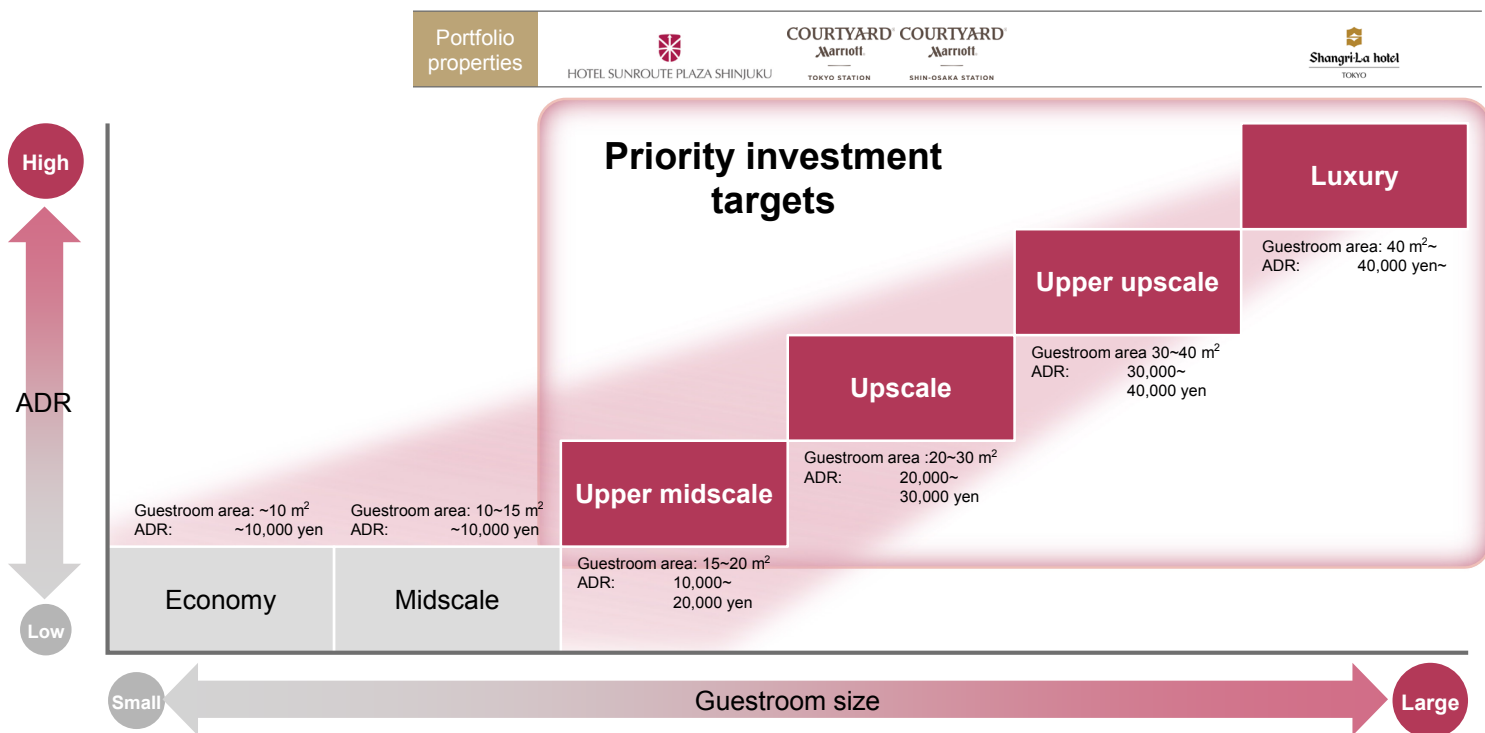 Portfolio
properties
HOTEL SUNROUTE PLAZA SHINJUKU
COURTYARD®
Marriott.
TOKYO STATION
COURTYARD®
Marriott.
SHIN-OSAKA STATION
Shangri-La hotel
TOKYO
High
ADR
Low
Priority investment
targets
Luxury
Guestroom area: 40 m²~
ADR: 40,000 yen~
Upper upscale
Guestroom area 30~40 m²
ADR: 30,000~
40,000 yen
Upscale
Guestroom area :20~30 m²
ADR: 20,000~
30,000 yen
Upper midscale
Guestroom area: 15~20 m²
ADR: 10,000~
20,000 yen
Guestroom area: ~10 m²
ADR: ~10,000 yen
Economy
Guestroom area: 10~15 m²
ADR: ~10,000 yen
Midscale
Small
Guestroom size
Large